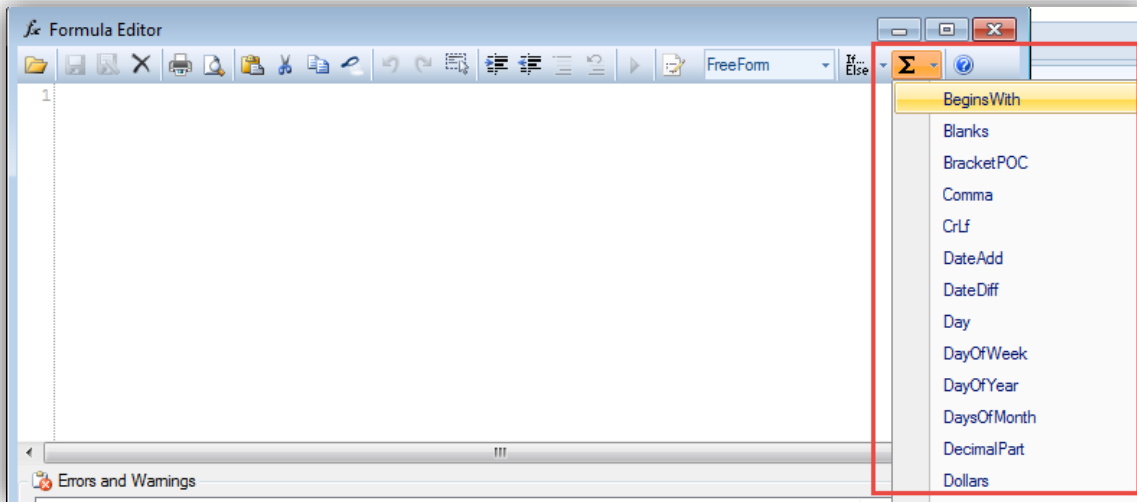 fx Formula Editor
FreeForm
If...
Else
Σ
1
BeginsWith
Blanks
BracketPOC
Comma
CrLf
DateAdd
DateDiff
Day
DayOfWeek
DayOfYear
DaysOfMonth
DecimalPart
Dollars
Errors and Warnings